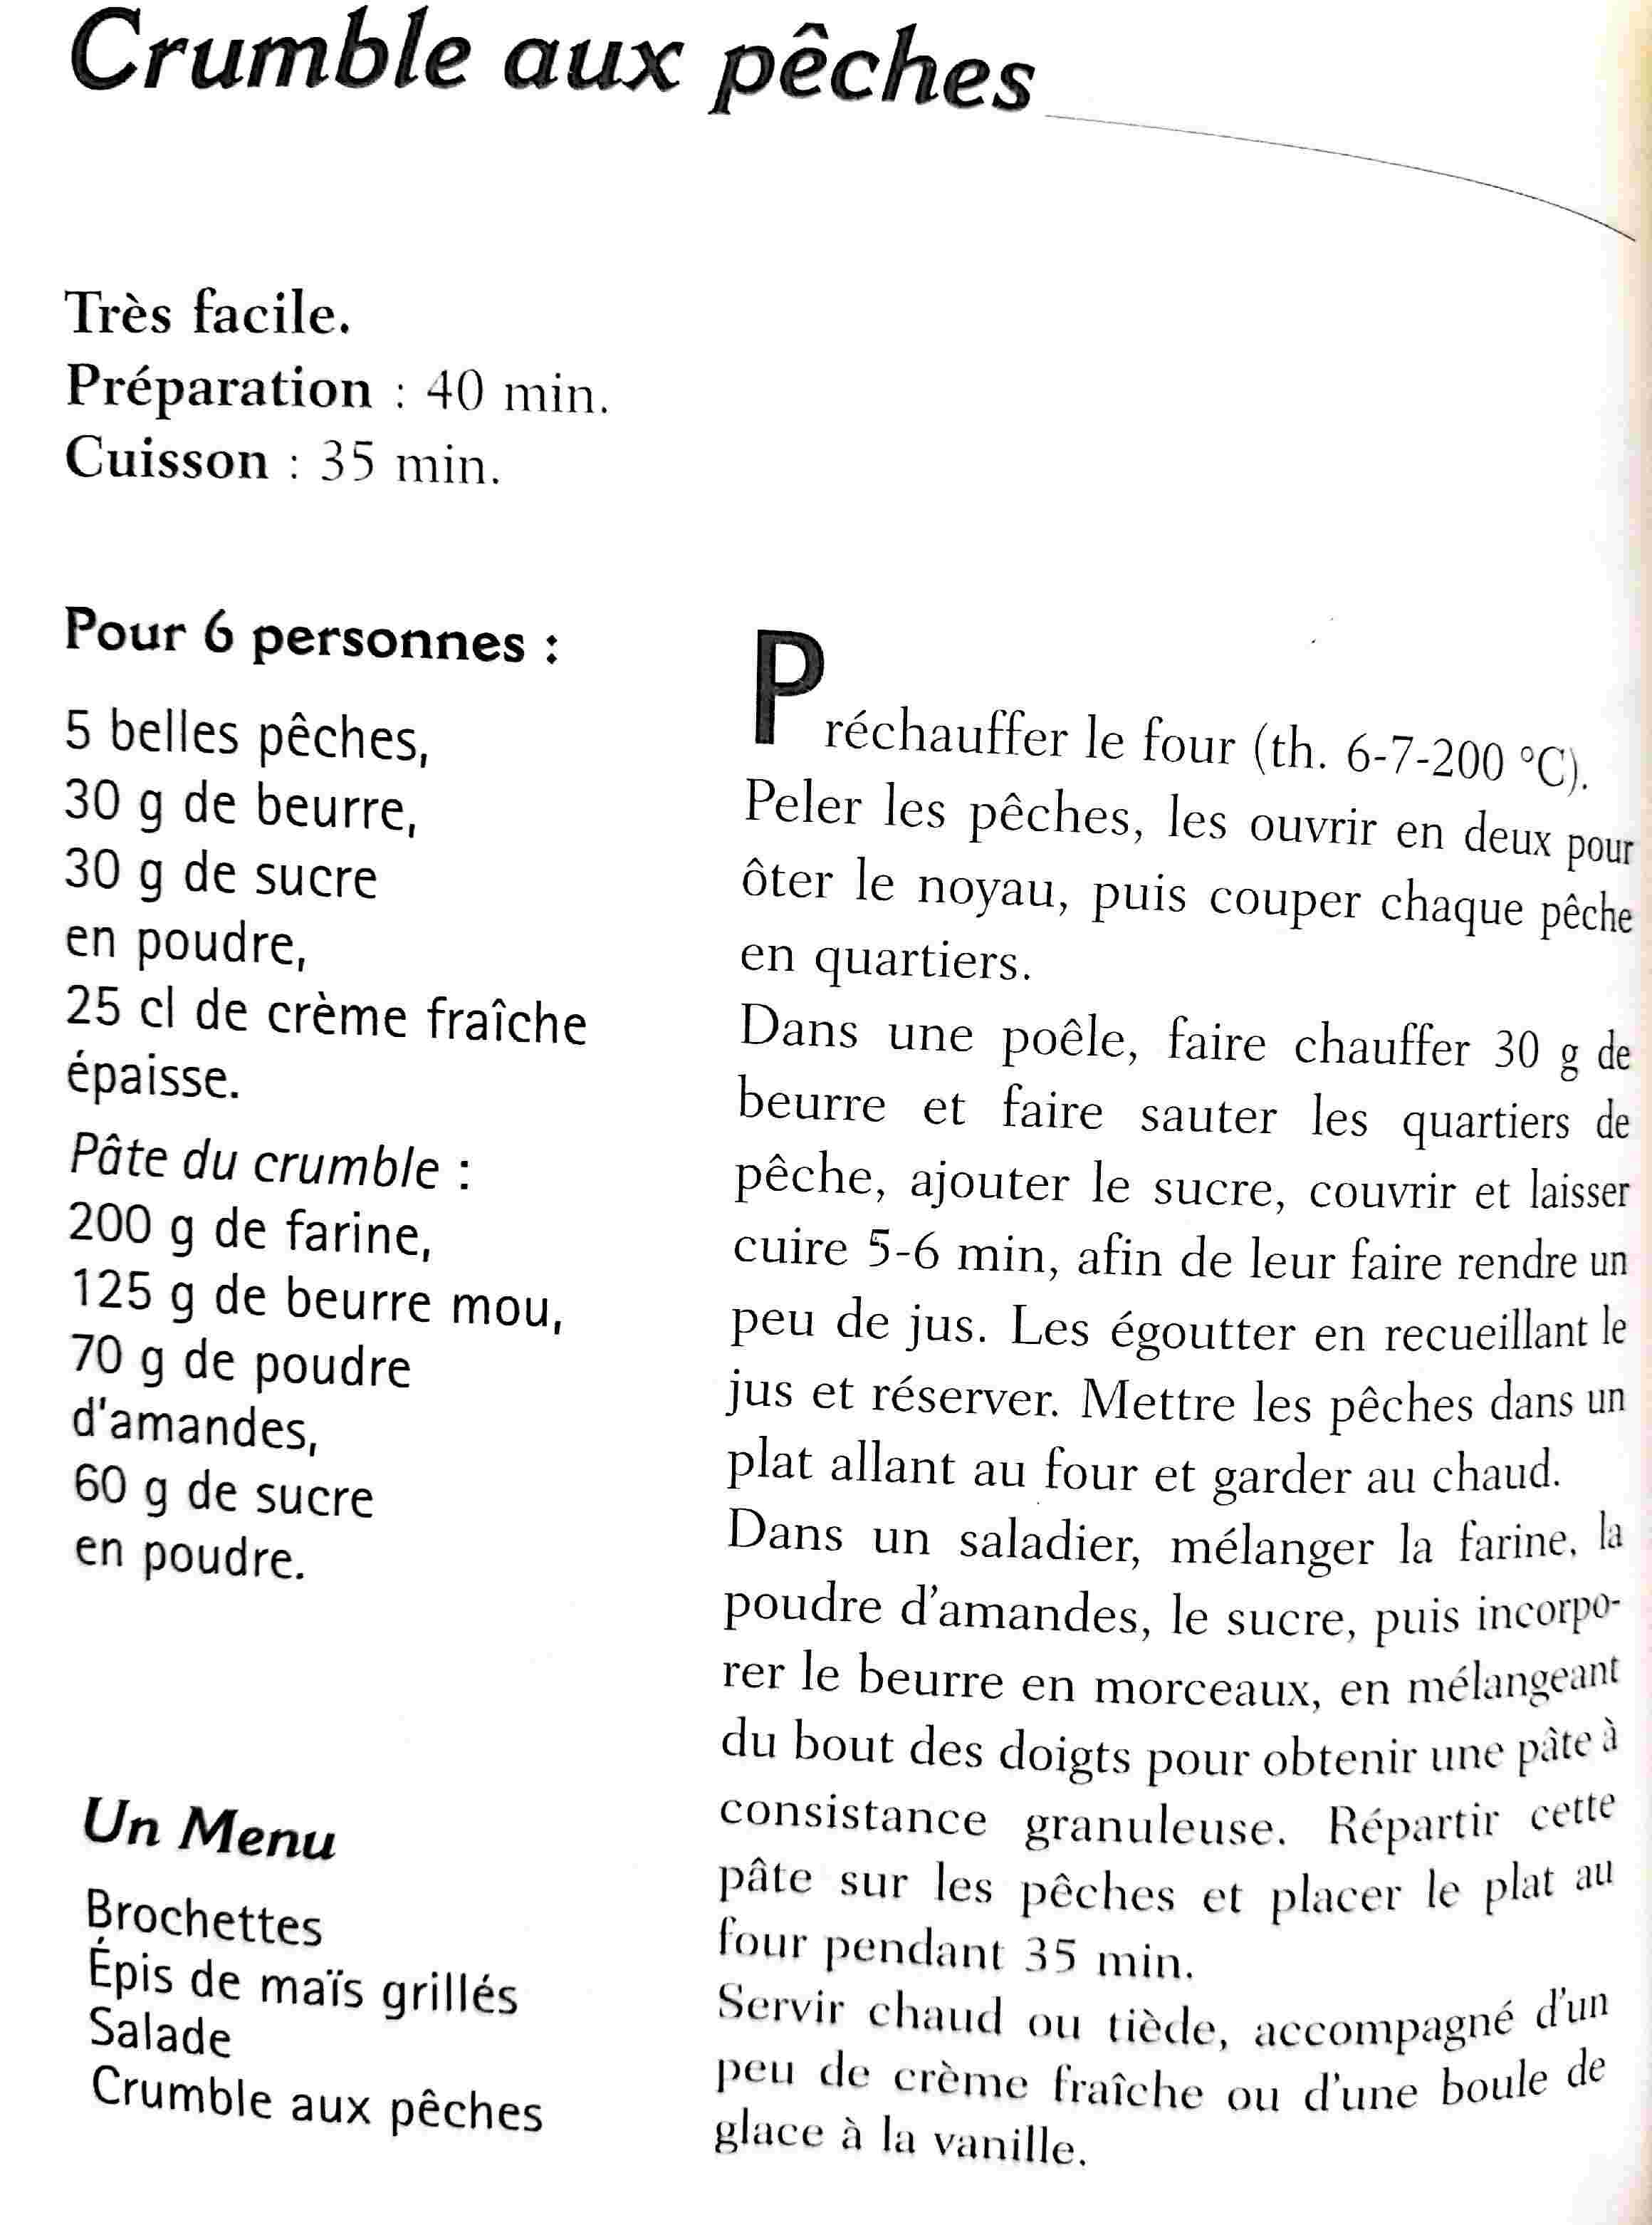 Crumble aux pêches
Très facile.
Préparation : 40 min.
Cuisson : 35 min.
Pour 6 personnes :
5 belles pêches,
30 g de beurre,
30 g de sucre
en poudre,
25 cl de crème fraîche
épaisse.
Pâte du crumble :
200 g de farine,
125 g de beurre mou,
70 g de poudre
d'amandes,
60 g de sucre
en poudre.
Un Menu
Brochettes
Épis de maïs grillés
Salade
Crumble aux pêches
Préchauffer le four (th. 6-7-200 °C).
Peler les pêches, les ouvrir en deux pour
ôter le noyau, puis couper chaque pêche
en quartiers.
Dans une poêle, faire chauffer 30 g de
beurre et faire sauter les quartiers de
pêche, ajouter le sucre, couvrir et laisser
cuire 5-6 min, afin de leur faire rendre un
peu de jus. Les égoutter en recueillant le
jus et réserver. Mettre les pêches dans un
plat allant au four et garder au chaud.
Dans un saladier, mélanger la farine, la
poudre d'amandes, le sucre, puis incorpo-
rer le beurre en morceaux, en mélangeant
du bout des doigts pour obtenir une pâte à
consistance granuleuse. Répartir cette
pâte sur les pêches et placer le plat au
four pendant 35 min.
Servir chaud ou tiède, accompagné d'un
peu de crème fraîche ou d'une boule de
glace à la vanille.